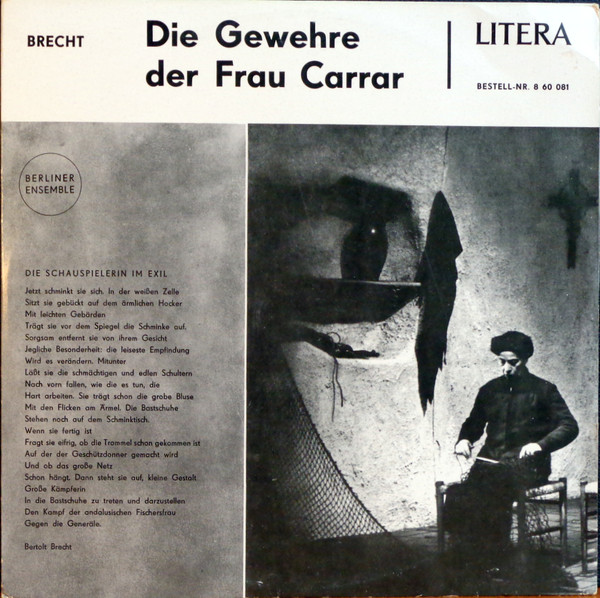 BRECHT
Die Gewehre
der Frau Carrar
LITERA
BESTELL-NR. 8 60 081
BERLINER
ENSEMBLE
DIE SCHAUSPIELERIN IM EXIL
Jetzt schminkt sie sich. In der weißen Zelle
Sitzt sie gebückt auf dem ärmlichen Hocker
Mit leichten Gebärden
Trägt sie vor dem Spiegel die Schminke auf.
Sorgsam entfernt sie von ihrem Gesicht
Jegliche Besonderheit: die leiseste Empfindung
Wird es verändern. Mitunter
Läßt sie die schmächtigen und edlen Schultern
Nach vorn fallen, wie die es tun, die
Hart arbeiten. Sie trägt schon die grobe Bluse
Mit den Flicken am Ärmel. Die Bastschuhe
Stehen noch auf dem Schminktisch.
Wenn sie fertig ist
Fragt sie eifrig, ob die Trommel schon gekommen ist
Auf der der Geschützdonner gemacht wird
Und ob das große Netz
Schon hängt. Dann steht sie auf, kleine Gestalt
Große Kämpferin
In die Bastschuhe zu treten und darzustellen
Den Kampf der andalusischen Fischersfrau
Gegen die Generäle.
Bertolt Brecht